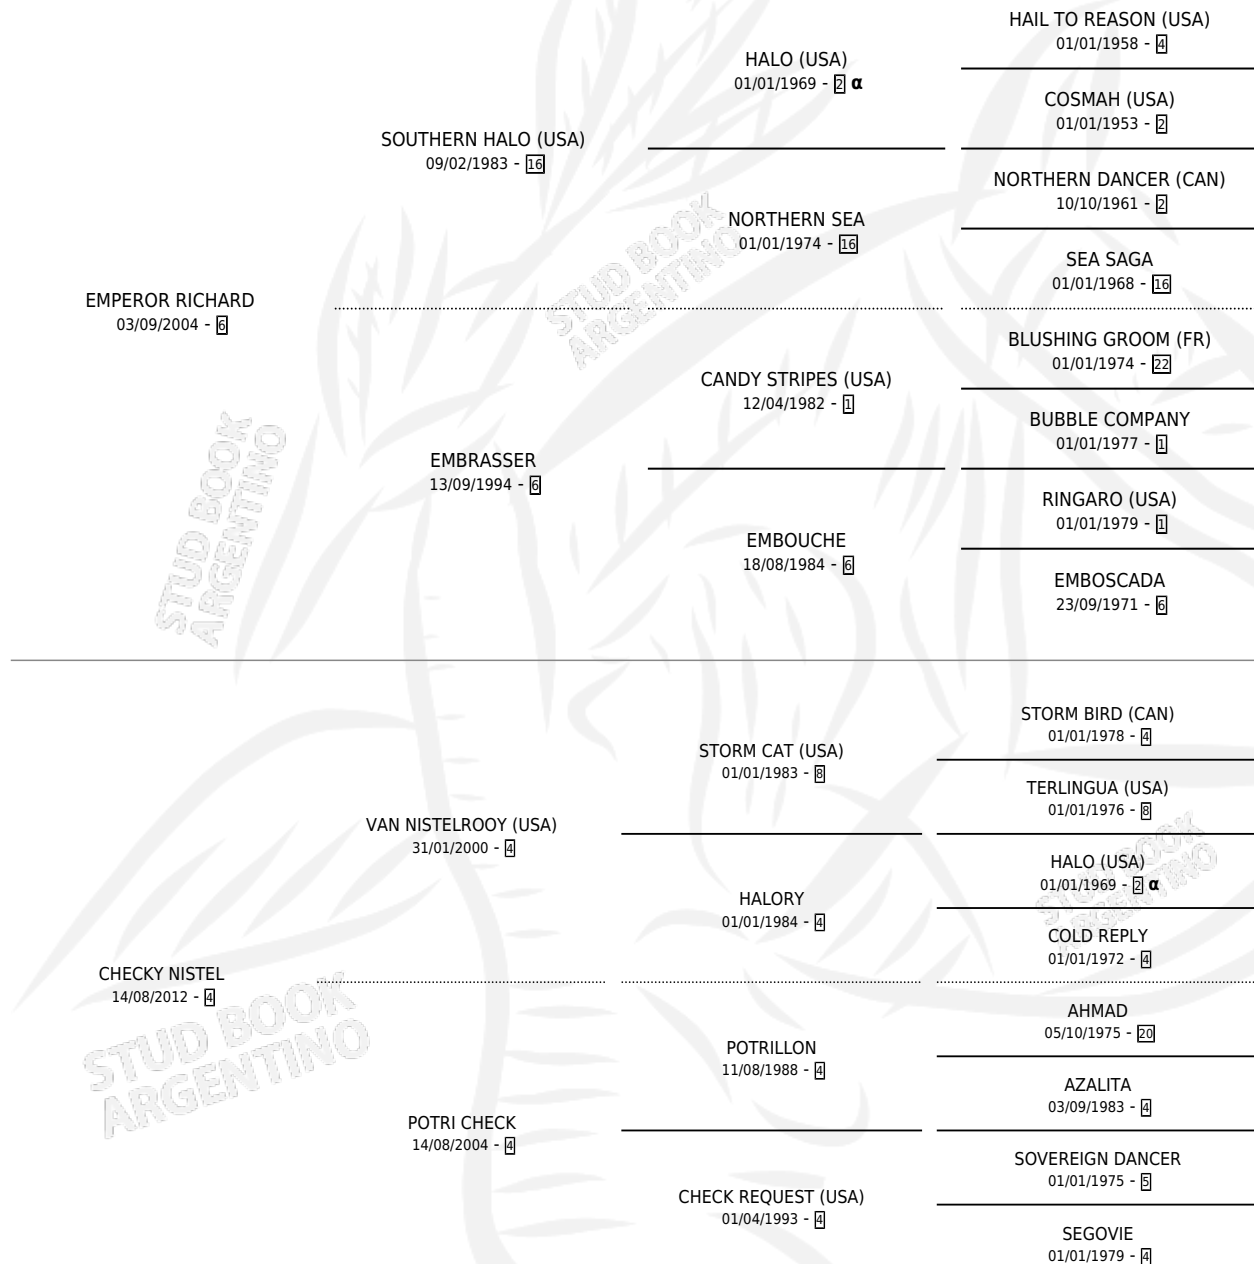 HAIL TO REASON (USA)
01/01/1958 - 4
HALO (USA)
01/01/1969 - 2 α
COSMAH (USA)
01/01/1953 - 2
SOUTHERN HALO (USA)
09/02/1983 - 16
NORTHERN DANCER (CAN)
10/10/1961 - 2
NORTHERN SEA
01/01/1974 - 16
SEA SAGA
01/01/1968 - 16
STUD BOOK
ARGENTINO
EMPEROR RICHARD
03/09/2004 - 6
BLUSHING GROOM (FR)
01/01/1974 - 22
CANDY STRIPES (USA)
12/04/1982 - 1
BUBBLE COMPANY
01/01/1977 - 1
EMBRASSER
13/09/1994 - 6
RINGARO (USA)
01/01/1979 - 1
EMBOUCHE
18/08/1984 - 6
EMBOSCADA
23/09/1971 - 6
STUD BOOK
ARGENTINO
STORM BIRD (CAN)
01/01/1978 - 4
STORM CAT (USA)
01/01/1983 - 8
TERLINGUA (USA)
01/01/1976 - 8
VAN NISTELROOY (USA)
31/01/2000 - 4
HALO (USA)
01/01/1969 - 2 α
STUD BOOK
ARGENTINO
HALORY
01/01/1984 - 4
COLD REPLY
01/01/1972 - 4
CHECKY NISTEL
14/08/2012 - 4
STUD BOOK
ARGENTINO
AHMAD
05/10/1975 - 20
POTRILLON
11/08/1988 - 4
AZALITA
03/09/1983 - 4
POTRI CHECK
14/08/2004 - 4
SOVEREIGN DANCER
01/01/1975 - 5
CHECK REQUEST (USA)
01/04/1993 - 4
SEGOVIE
01/01/1979 - 4